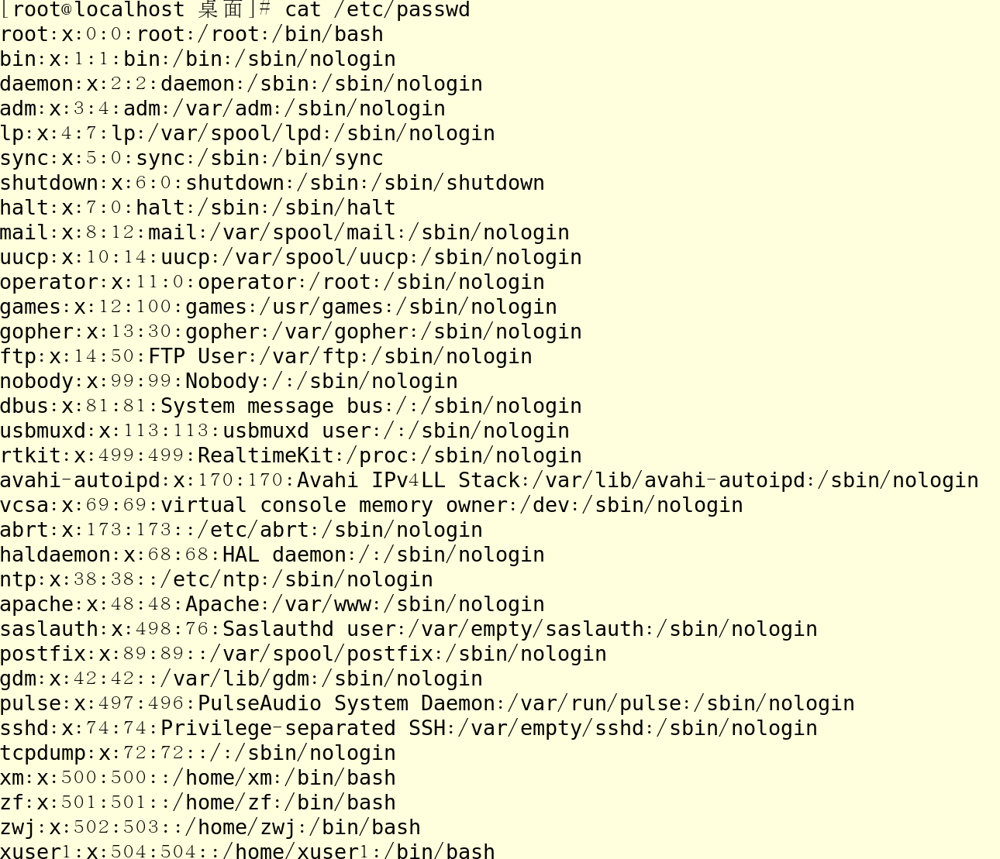 [root@localhost 桌面]# cat /etc/passwd
root:x:0:0:root:/root:/bin/bash
bin:x:1:1:bin:/bin:/sbin/nologin
daemon:x:2:2:daemon:/sbin:/sbin/nologin
adm:x:3:4:adm:/var/adm:/sbin/nologin
lp:x:4:7:lp:/var/spool/lpd:/sbin/nologin
sync:x:5:0:sync:/sbin:/bin/sync
shutdown:x:6:0:shutdown:/sbin:/sbin/shutdown
halt:x:7:0:halt:/sbin:/sbin/halt
mail:x:8:12:mail:/var/spool/mail:/sbin/nologin
uucp:x:10:14:uucp:/var/spool/uucp:/sbin/nologin
operator:x:11:0:operator:/root:/sbin/nologin
games:x:12:100:games:/usr/games:/sbin/nologin
gopher:x:13:30:gopher:/var/gopher:/sbin/nologin
ftp:x:14:50:FTP User:/var/ftp:/sbin/nologin
nobody:x:99:99:Nobody:/:/sbin/nologin
dbus:x:81:81:System message bus:/:/sbin/nologin
usbmuxd:x:113:113:usbmuxd user:/:/sbin/nologin
rtkit:x:499:499:RealtimeKit:/proc:/sbin/nologin
avahi-autoipd:x:170:170:Avahi IPv4LL Stack:/var/lib/avahi-autoipd:/sbin/nologin
vcsa:x:69:69:virtual console memory owner:/dev:/sbin/nologin
abrt:x:173:173::/etc/abrt:/sbin/nologin
haldaemon:x:68:68:HAL daemon:/:/sbin/nologin
ntp:x:38:38::/etc/ntp:/sbin/nologin
apache:x:48:48:Apache:/var/www:/sbin/nologin
saslauth:x:498:76:Saslauthd user:/var/empty/saslauth:/sbin/nologin
postfix:x:89:89::/var/spool/postfix:/sbin/nologin
gdm:x:42:42::/var/lib/gdm:/sbin/nologin
pulse:x:497:496:PulseAudio System Daemon:/var/run/pulse:/sbin/nologin
sshd:x:74:74:Privilege-separated SSH:/var/empty/sshd:/sbin/nologin
tcpdump:x:72:72::/:/sbin/nologin
xm:x:500:500::/home/xm:/bin/bash
zf:x:501:501::/home/zf:/bin/bash
zwj:x:502:503::/home/zwj:/bin/bash
xuser1:x:504:504::/home/xuser1:/bin/bash